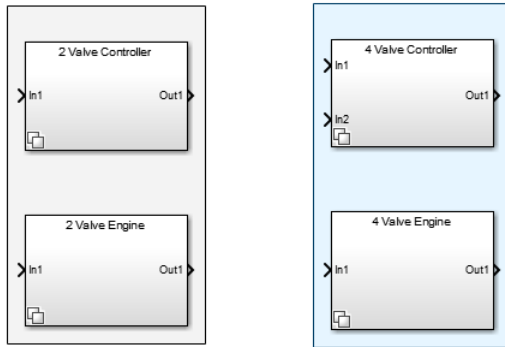 2 Valve Controller
In1
Out1
2 Valve Engine
In1
Out1
4 Valve Controller
In1
Out1
In2
4 Valve Engine
In1
Out1